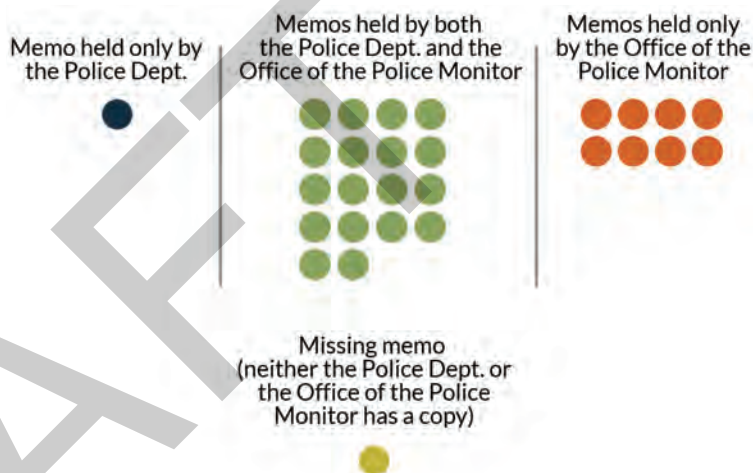 Memo held only by
the Police Dept.
Memos held by both
the Police Dept. and the
Office of the Police Monitor
Memos held only
by the Office of the
Police Monitor
Missing memo
(neither the Police Dept. or
the Office of the Police
Monitor has a copy)
AFT